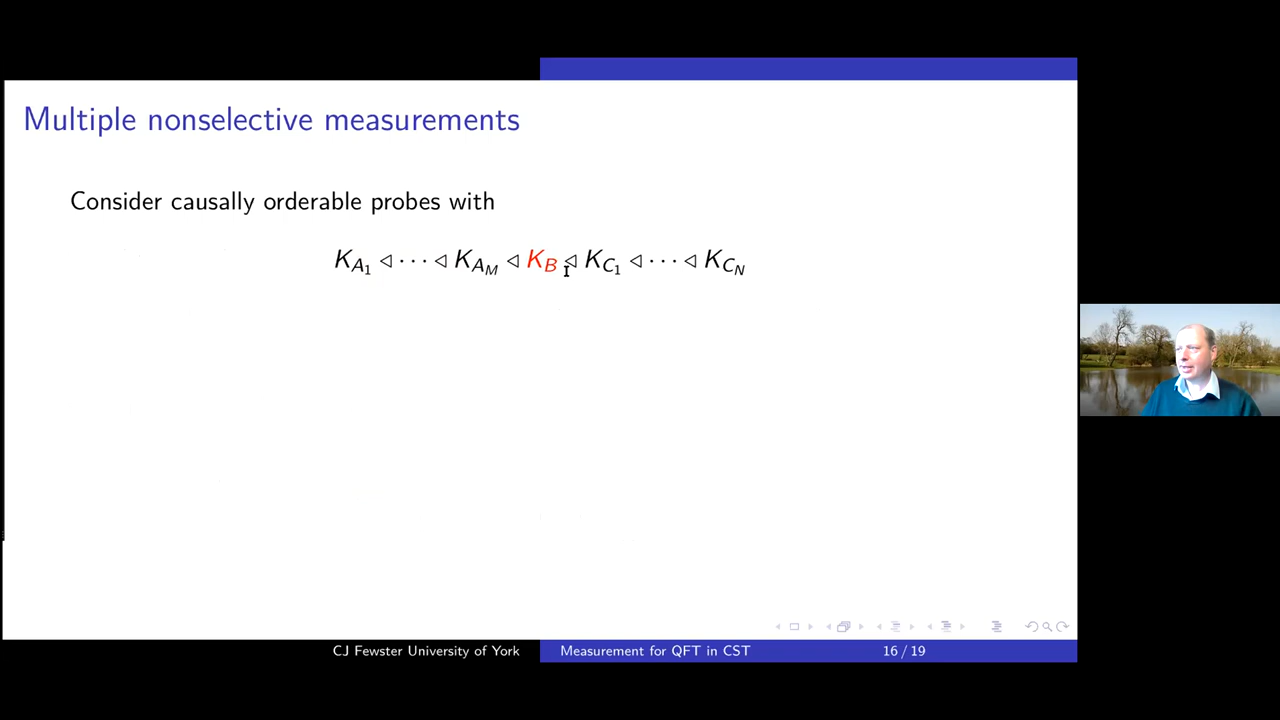 Multiple nonselective measurements
Consider causally orderable probes with
K_{A_1} ◁ ··· ◁ K_{A_M} ◁ K_B ◁ K_{C_1} ◁ ··· ◁ K_{C_N}
CJ Fewster University of York
Measurement for QFT in CST
16 / 19